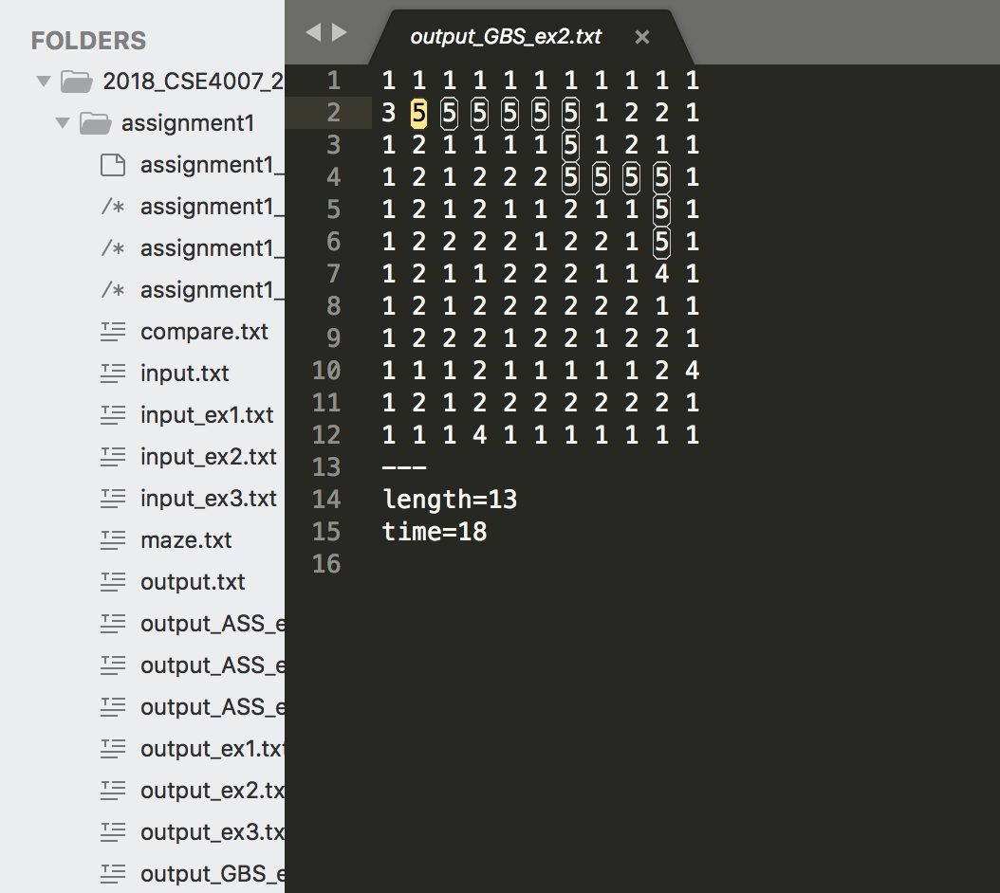 FOLDERS
2018_CSE4007_2
assignment1
assignment1_
/* assignment1_
/* assignment1_
/* assignment1_
compare.txt
input.txt
input_ex1.txt
input_ex2.txt
input_ex3.txt
maze.txt
output.txt
output_ASS_e
output_ASS_e
output_ASS_e
output_ex1.txt
output_ex2.tx
output_ex3.tx
output_GBS_e
output_GBS_ex2.txt ×
1 1 1 1 1 1 1 1 1 1 1 1
2 3 5 5 5 5 5 5 1 2 2 1
3 1 2 1 1 1 1 5 1 2 1 1
4 1 2 1 2 2 2 5 5 5 5 1
5 1 2 1 2 1 1 2 1 1 5 1
6 1 2 2 2 2 1 2 2 1 5 1
7 1 2 1 1 2 2 2 1 1 4 1
8 1 2 1 2 2 2 2 2 2 1 1
9 1 2 2 2 1 2 2 1 2 2 1
10 1 1 1 2 1 1 1 1 1 2 4
11 1 2 1 2 2 2 2 2 2 2 1
12 1 1 1 4 1 1 1 1 1 1 1
13 ---
14 length=13
15 time=18
16